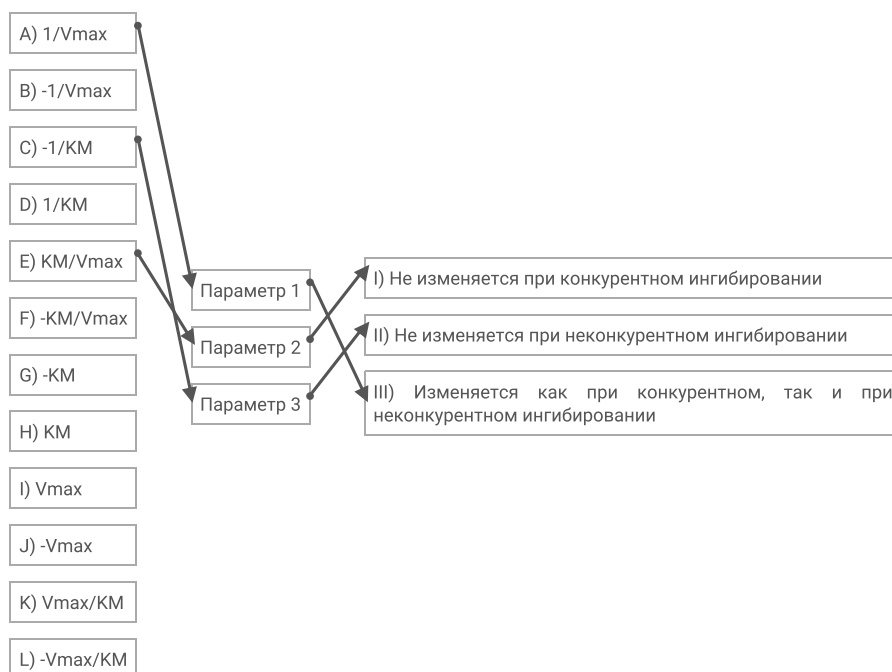 A) 1/Vmax
B) -1/Vmax
C) -1/KM
D) 1/KM
E) KM/Vmax
F) -KM/Vmax
G) -KM
H) KM
I) Vmax
J) -Vmax
K) Vmax/KM
L) -Vmax/KM
Параметр 1
Параметр 2
Параметр 3
I) Не изменяется при конкурентном ингибировании
II) Не изменяется при неконкурентном ингибировании
III) Изменяется как при конкурентном, так и при
неконкурентном ингибировании